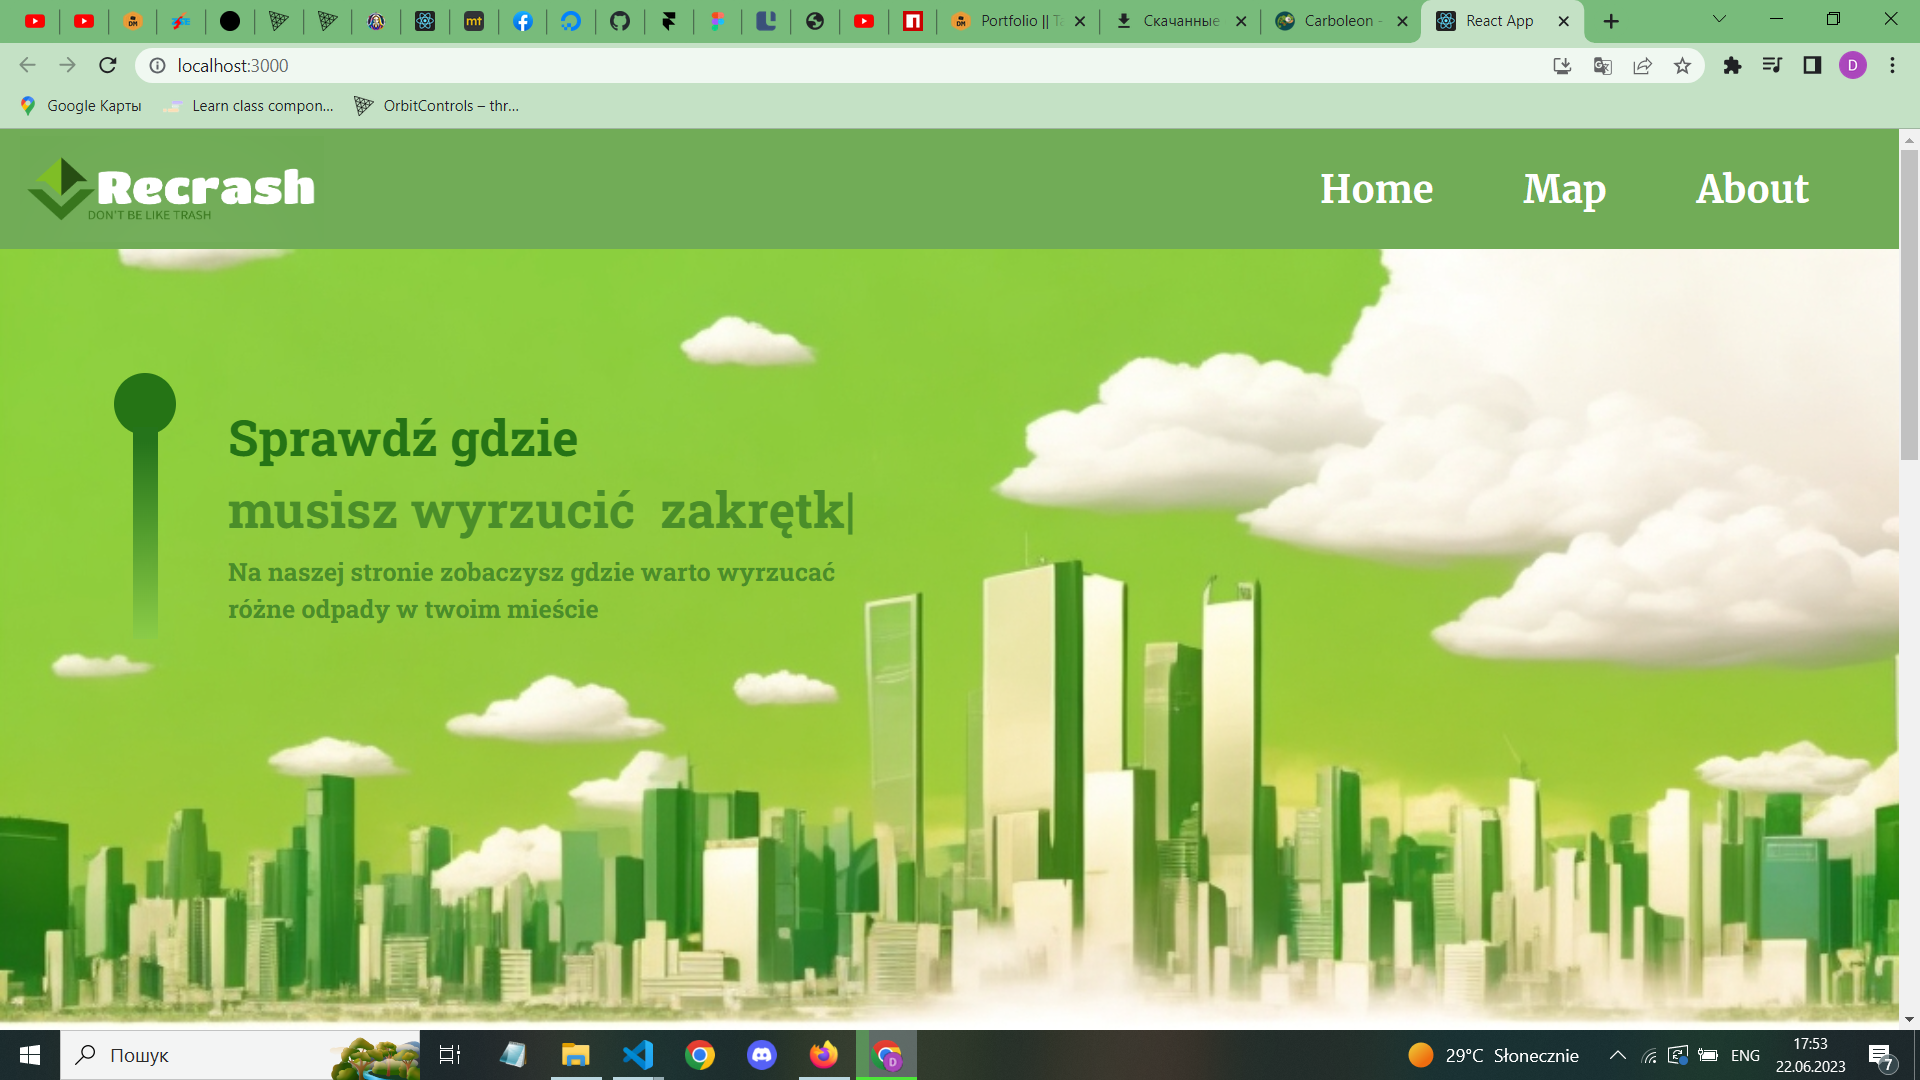 Portfolio || Ta
Скачанные
Carboleon -
React App
localhost:3000
D
Google Карты
Learn class compon...
OrbitControls – thr...
Recrash
DON'T BE LIKE TRASH
Home
Map
About
Sprawdź gdzie
musisz wyrzucić zakrętk|
Na naszej stronie zobaczysz gdzie warto wyrzucać
różne odpady w twoim mieście
Пошук
29°C Słonecznie
ENG
17:53
22.06.2023
7